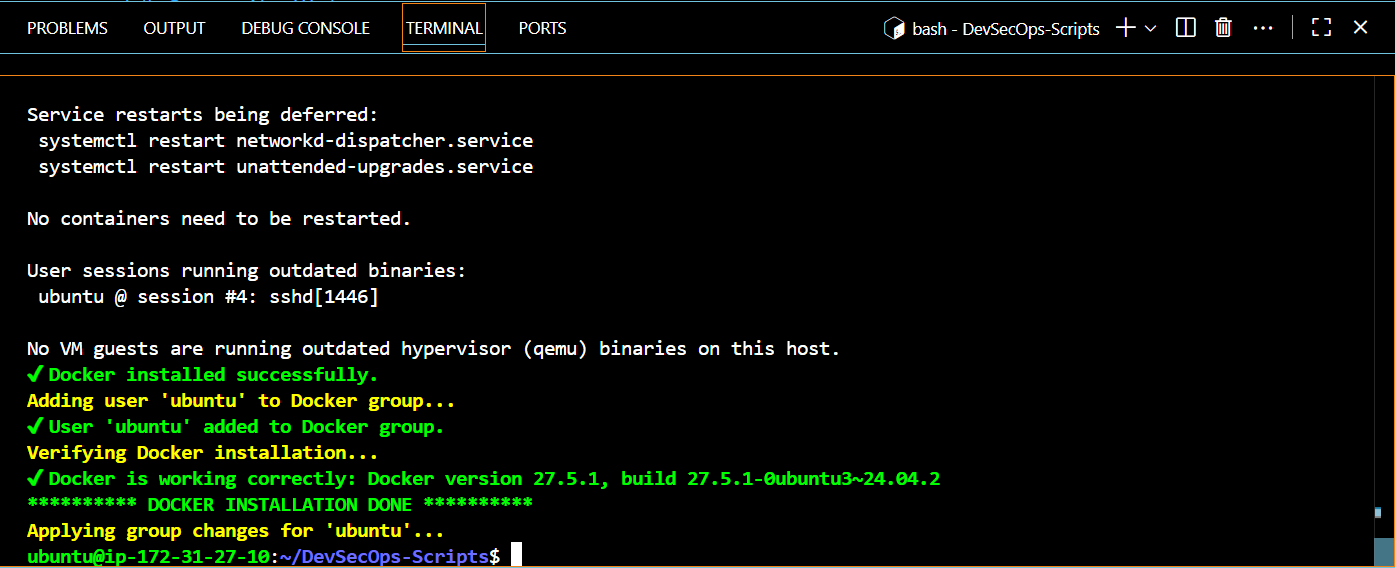 PROBLEMS OUTPUT DEBUG CONSOLE TERMINAL PORTS bash - DevSecOps-Scripts
Service restarts being deferred:
systemctl restart networkd-dispatcher.service
systemctl restart unattended-upgrades.service
No containers need to be restarted.
User sessions running outdated binaries:
ubuntu @ session #4: sshd[1446]
No VM guests are running outdated hypervisor (qemu) binaries on this host.
✔Docker installed successfully.
Adding user 'ubuntu' to Docker group...
✔User 'ubuntu' added to Docker group.
Verifying Docker installation...
✔Docker is working correctly: Docker version 27.5.1, build 27.5.1-0ubuntu3~24.04.2
********** DOCKER INSTALLATION DONE **********
Applying group changes for 'ubuntu'...
ubuntu@ip-172-31-27-10:~/DevSecOps-Scripts$